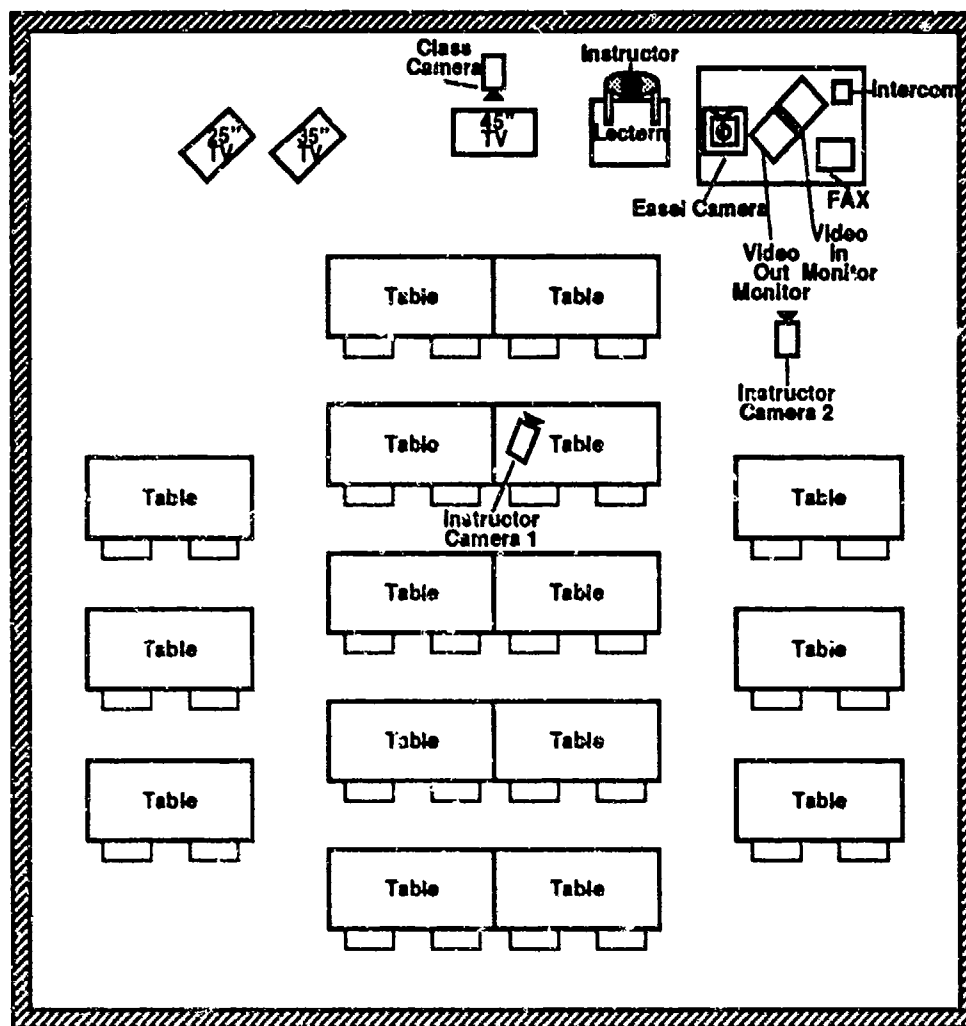 Class
Camera
Instructor
Intercom
25"
TV
35"
TV
45"
TV
Lectern
FAX
Easel Camera
Video
Out
Monitor
Video
In
Monitor
Table
Table
Instructor
Camera 2
Table
Table
Instructor
Camera 1
Table
Table
Table
Table
Table
Table
Table
Table
Table
Table
Table
Table